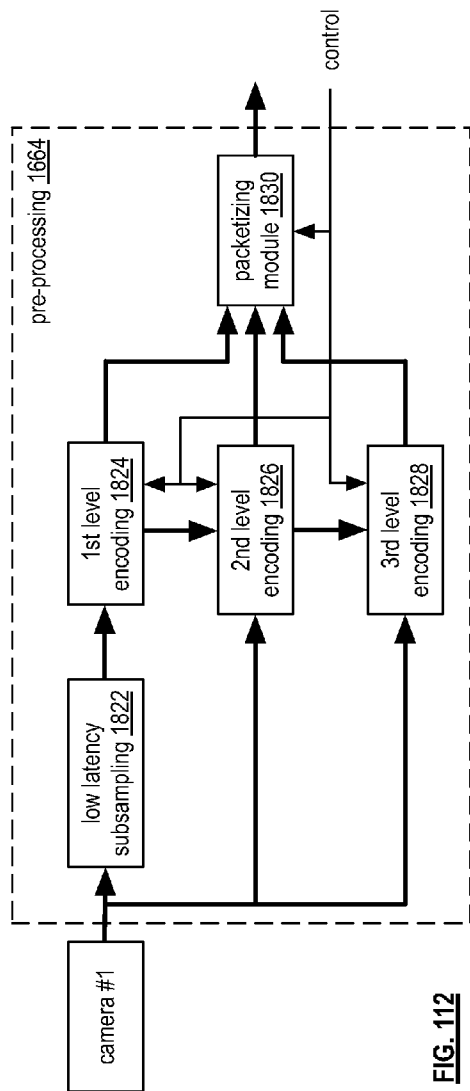 pre-processing 1664
camera #1
low latency
subsampling 1822
1st level
encoding 1824
2nd level
encoding 1826
3rd level
encoding 1828
packetizing
module 1830
control
FIG. 112